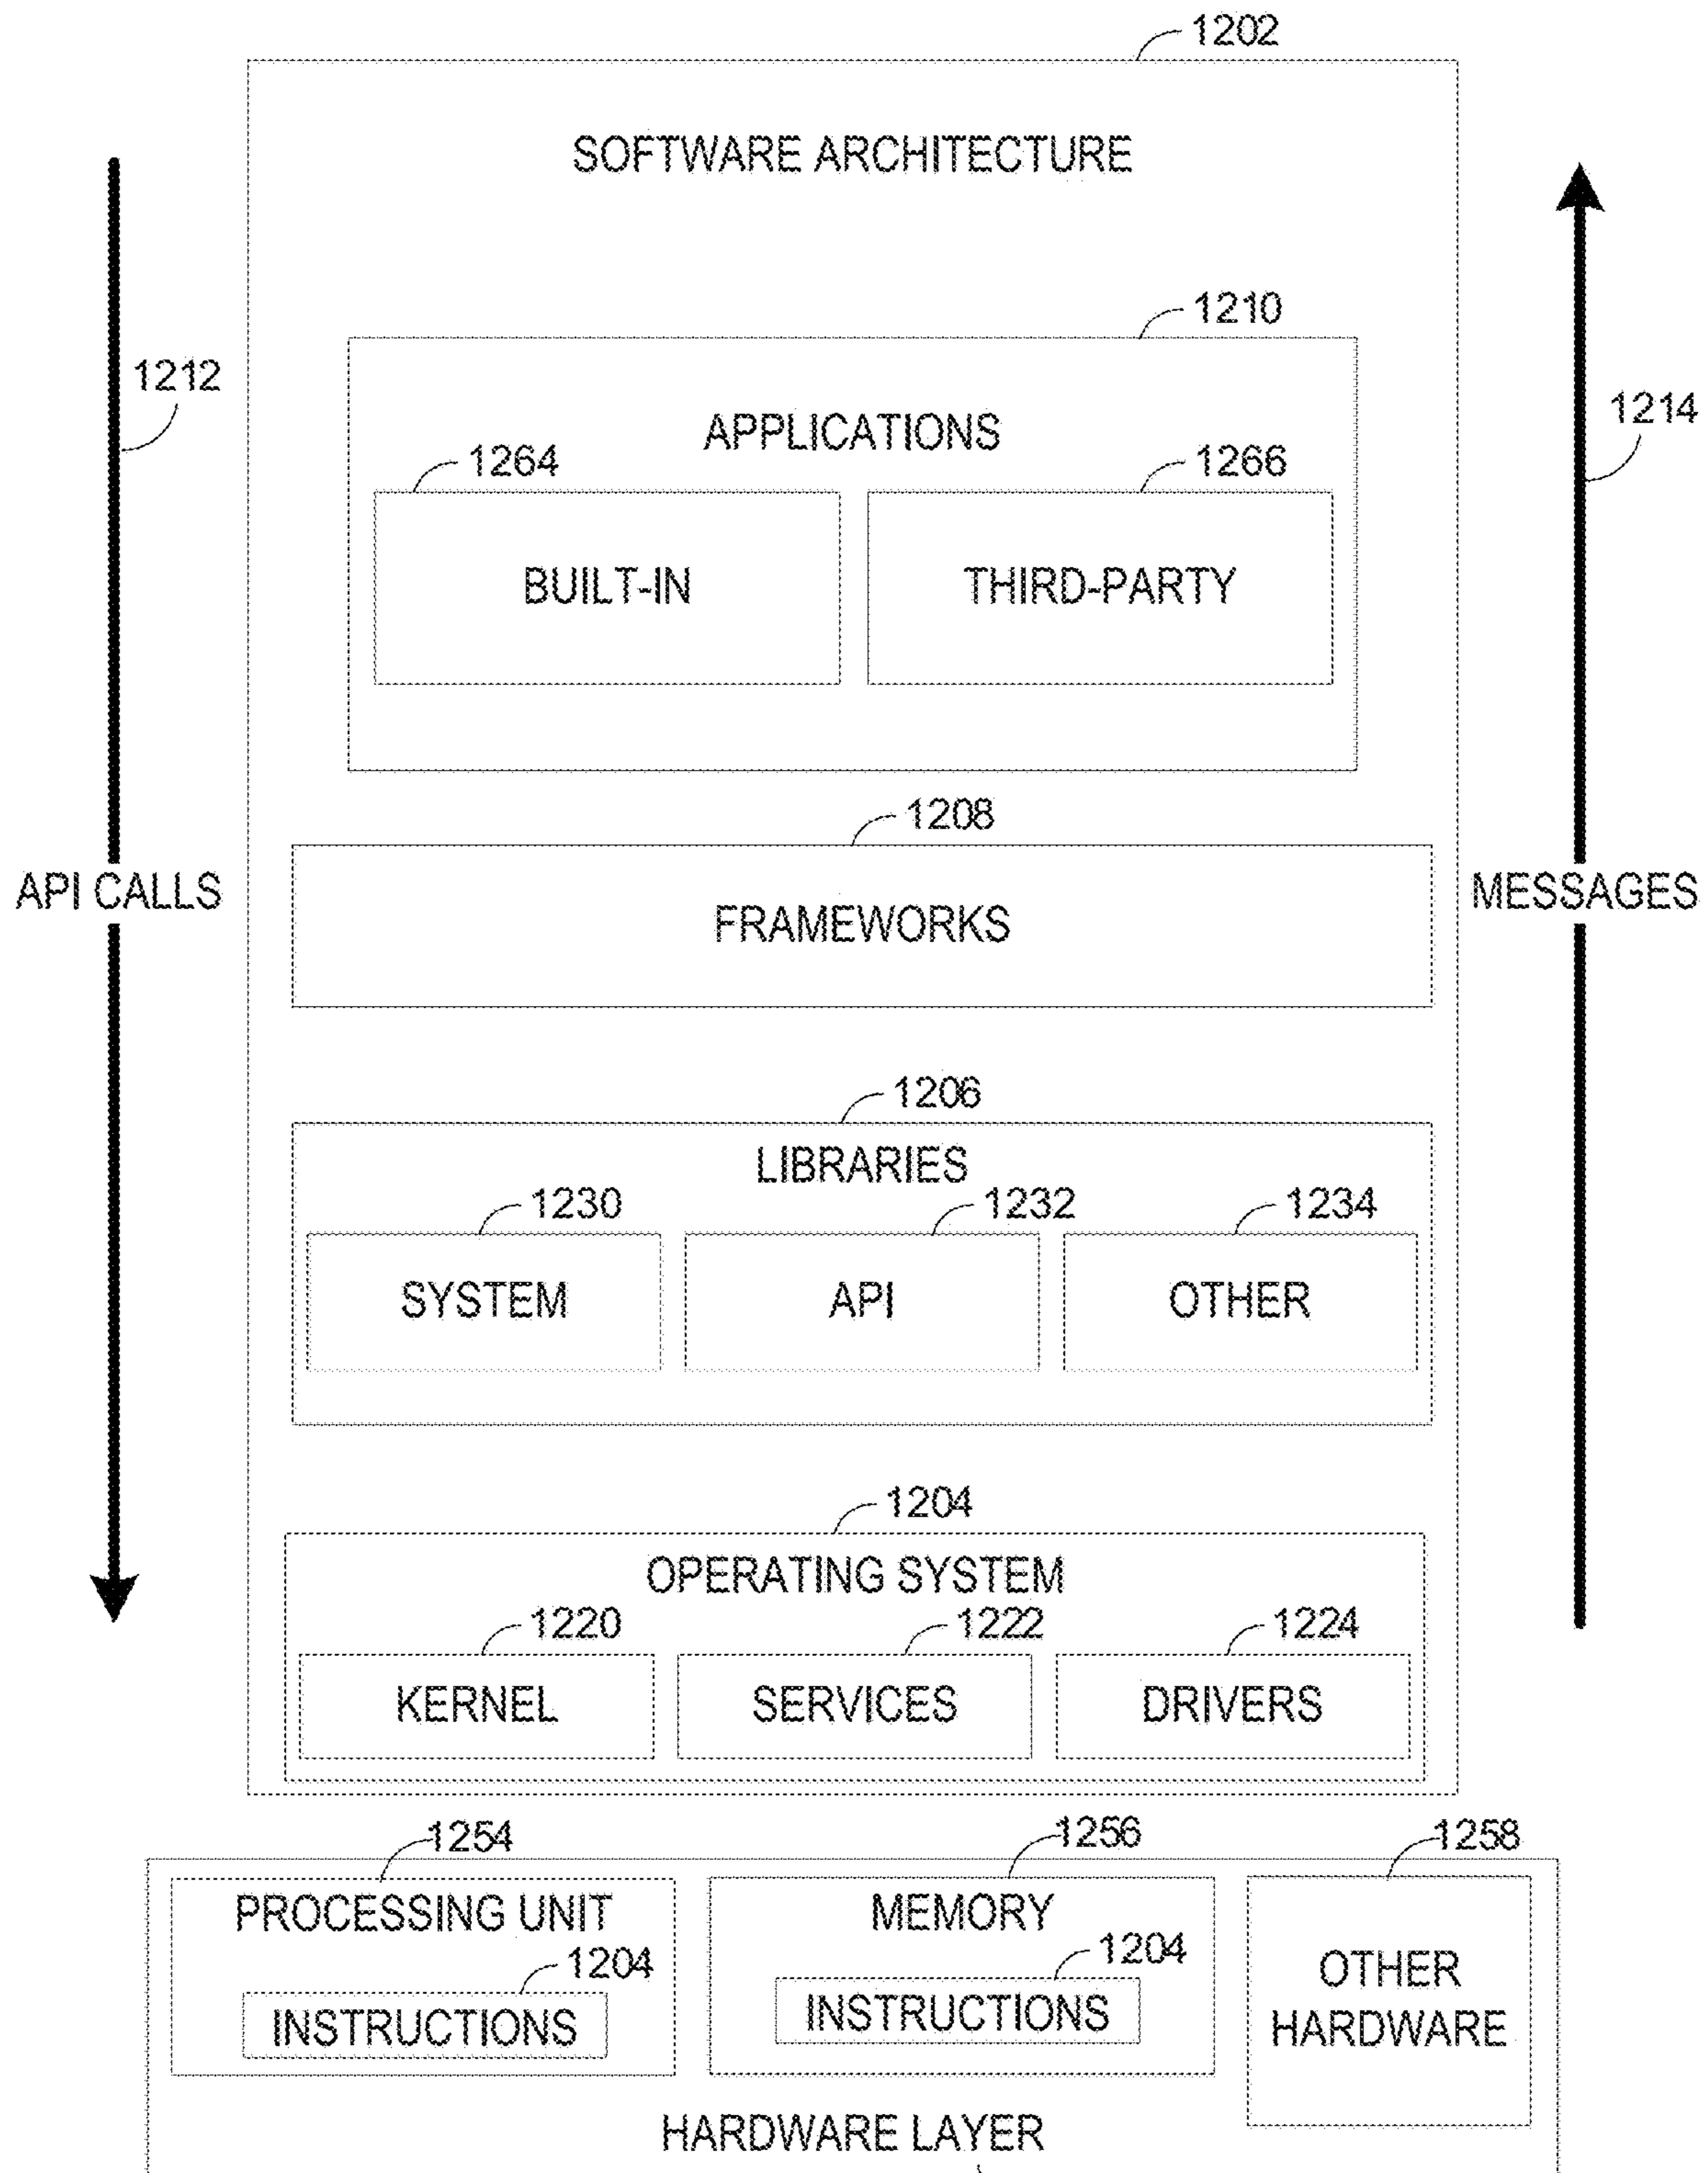 1202
SOFTWARE ARCHITECTURE
1210
1212
1214
APPLICATIONS
1264
1266
BUILT-IN
THIRD-PARTY
1208
API CALLS
MESSAGES
FRAMEWORKS
1206
LIBRARIES
1230
1232
1234
SYSTEM
API
OTHER
1204
OPERATING SYSTEM
1220
1222
1224
KERNEL
SERVICES
DRIVERS
1254
1256
1258
PROCESSING UNIT
MEMORY
1204
1204
OTHER
HARDWARE
INSTRUCTIONS
INSTRUCTIONS
HARDWARE LAYER